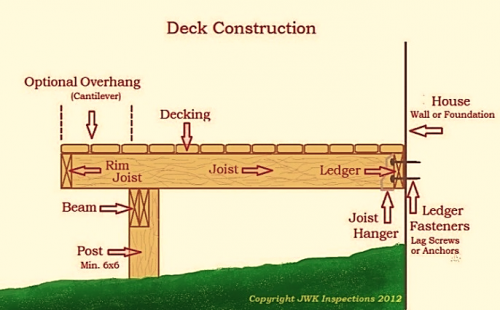 Deck Construction
Optional Overhang
(Cantilever)
Decking
House
Wall or Foundation
Rim
Joist
Joist
Ledger
Beam
Joist
Hanger
Ledger
Fasteners
Lag Screws
or Anchors
Post
Min. 6x6
Copyright JWK Inspections 2012